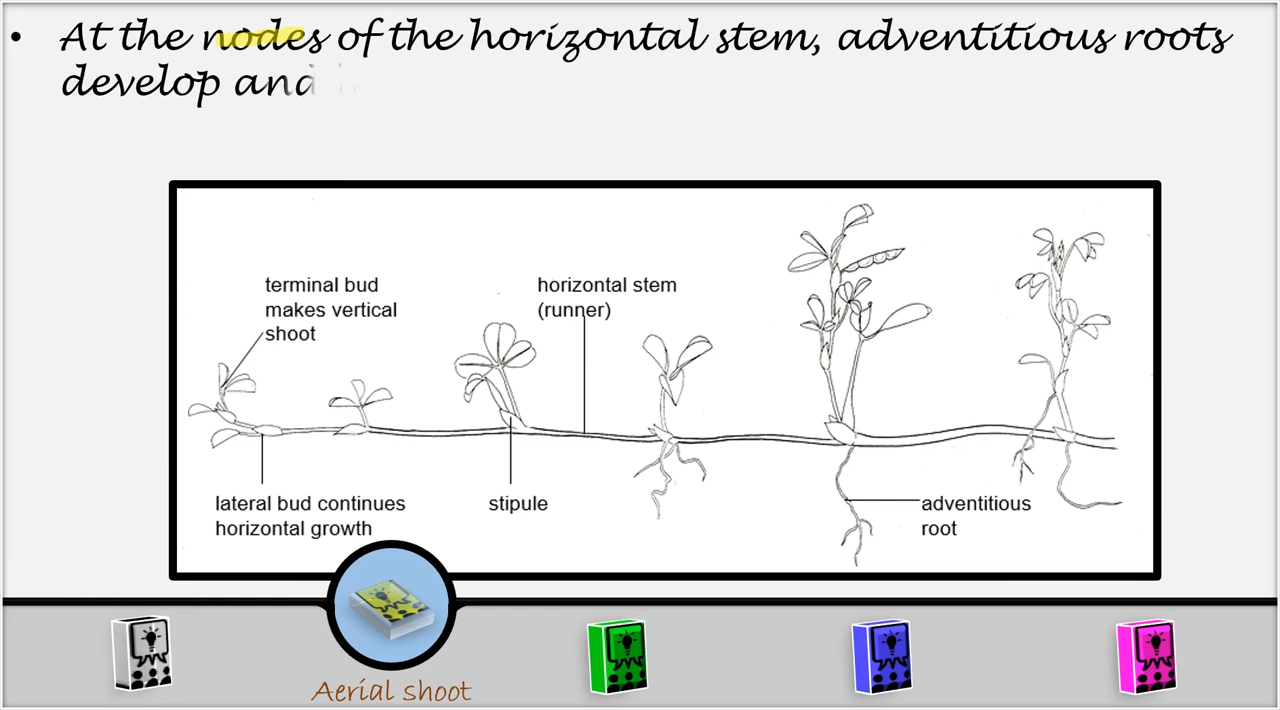 • At the nodes of the horizontal stem, adventitious roots
develop and
terminal bud
makes vertical
shoot
horizontal stem
(runner)
lateral bud continues
horizontal growth
stipule
adventitious
root
Aerial shoot